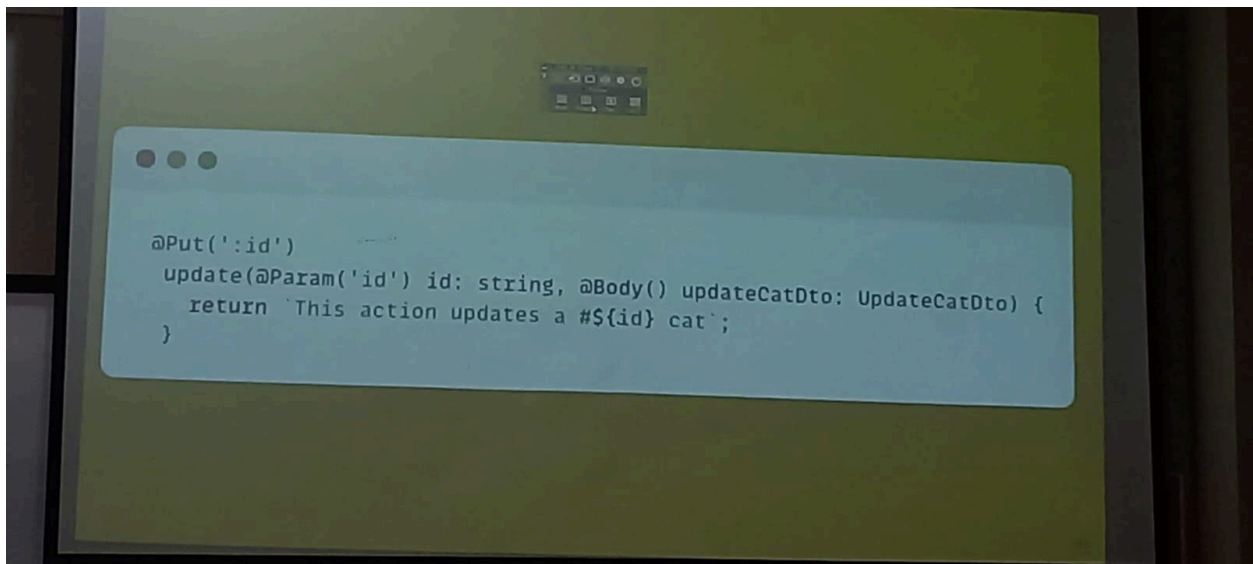 @Put(':id')
update(@Param('id') id: string, @Body() updateCatDto: UpdateCatDto) {
return `This action updates a #${id} cat`;
}